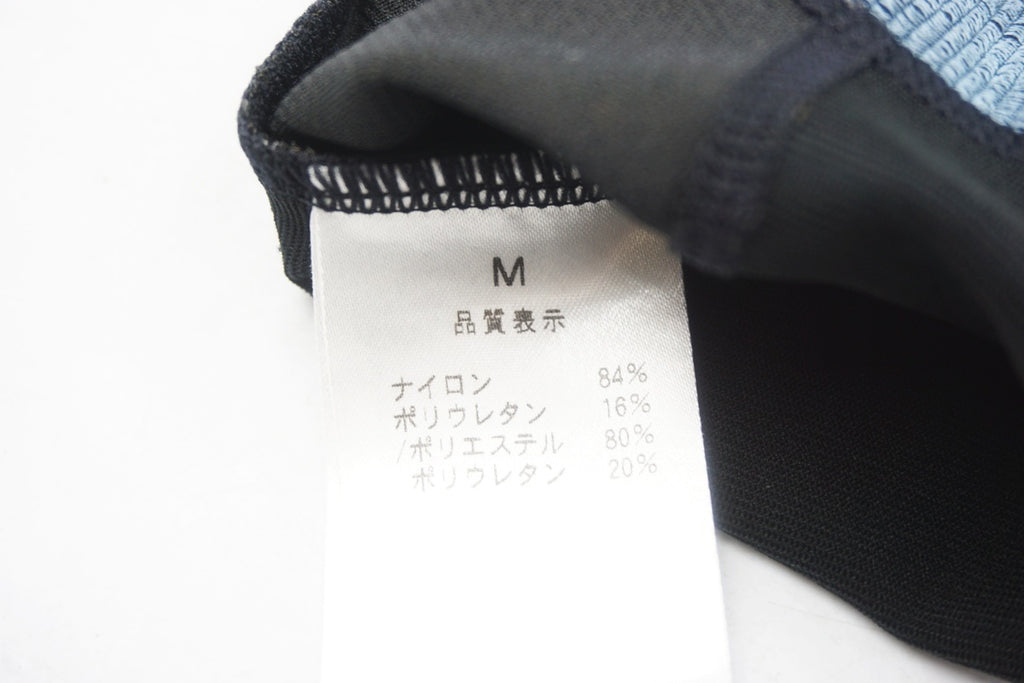 M
品質表示
ナイロン 84%
ポリウレタン 16%
/ポリエステル 80%
ポリウレタン 20%